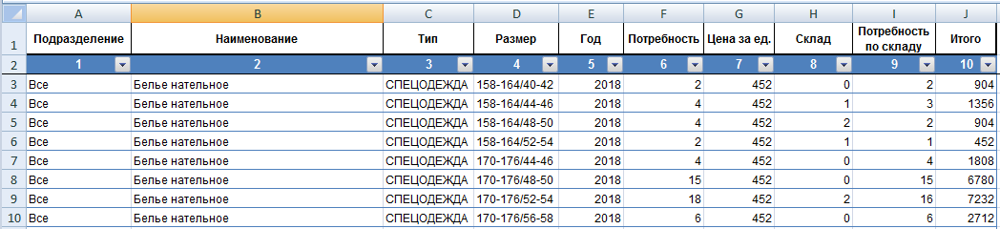 A B C D E F G H I J
1 Подразделение Наименование Тип Размер Год Потребность Цена за ед. Склад Потребность по складу Итого
2 1 2 3 4 5 6 7 8 9 10
3 Все Белье нательное СПЕЦОДЕЖДА 158-164/40-42 2018 2 452 0 2 904
4 Все Белье нательное СПЕЦОДЕЖДА 158-164/44-46 2018 4 452 1 3 1356
5 Все Белье нательное СПЕЦОДЕЖДА 158-164/48-50 2018 4 452 2 2 904
6 Все Белье нательное СПЕЦОДЕЖДА 158-164/52-54 2018 2 452 1 1 452
7 Все Белье нательное СПЕЦОДЕЖДА 170-176/44-46 2018 4 452 0 4 1808
8 Все Белье нательное СПЕЦОДЕЖДА 170-176/48-50 2018 15 452 0 15 6780
9 Все Белье нательное СПЕЦОДЕЖДА 170-176/52-54 2018 18 452 2 16 7232
10 Все Белье нательное СПЕЦОДЕЖДА 170-176/56-58 2018 6 452 0 6 2712